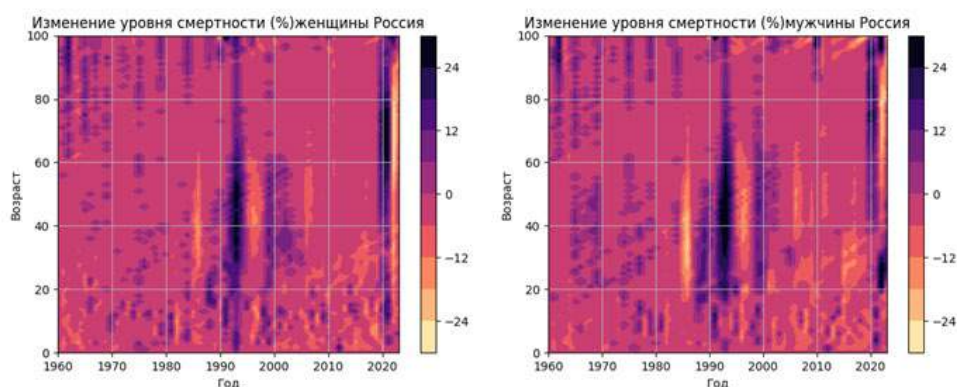 Изменение уровня смертности (%)женщины Россия
100
80
60
40
20
0
Возраст
1960 1970 1980 1990 2000 2010 2020
Год
24
12
0
−12
−24
Изменение уровня смертности (%)мужчины Россия
100
80
60
40
20
0
Возраст
1960 1970 1980 1990 2000 2010 2020
Год
24
12
0
−12
−24